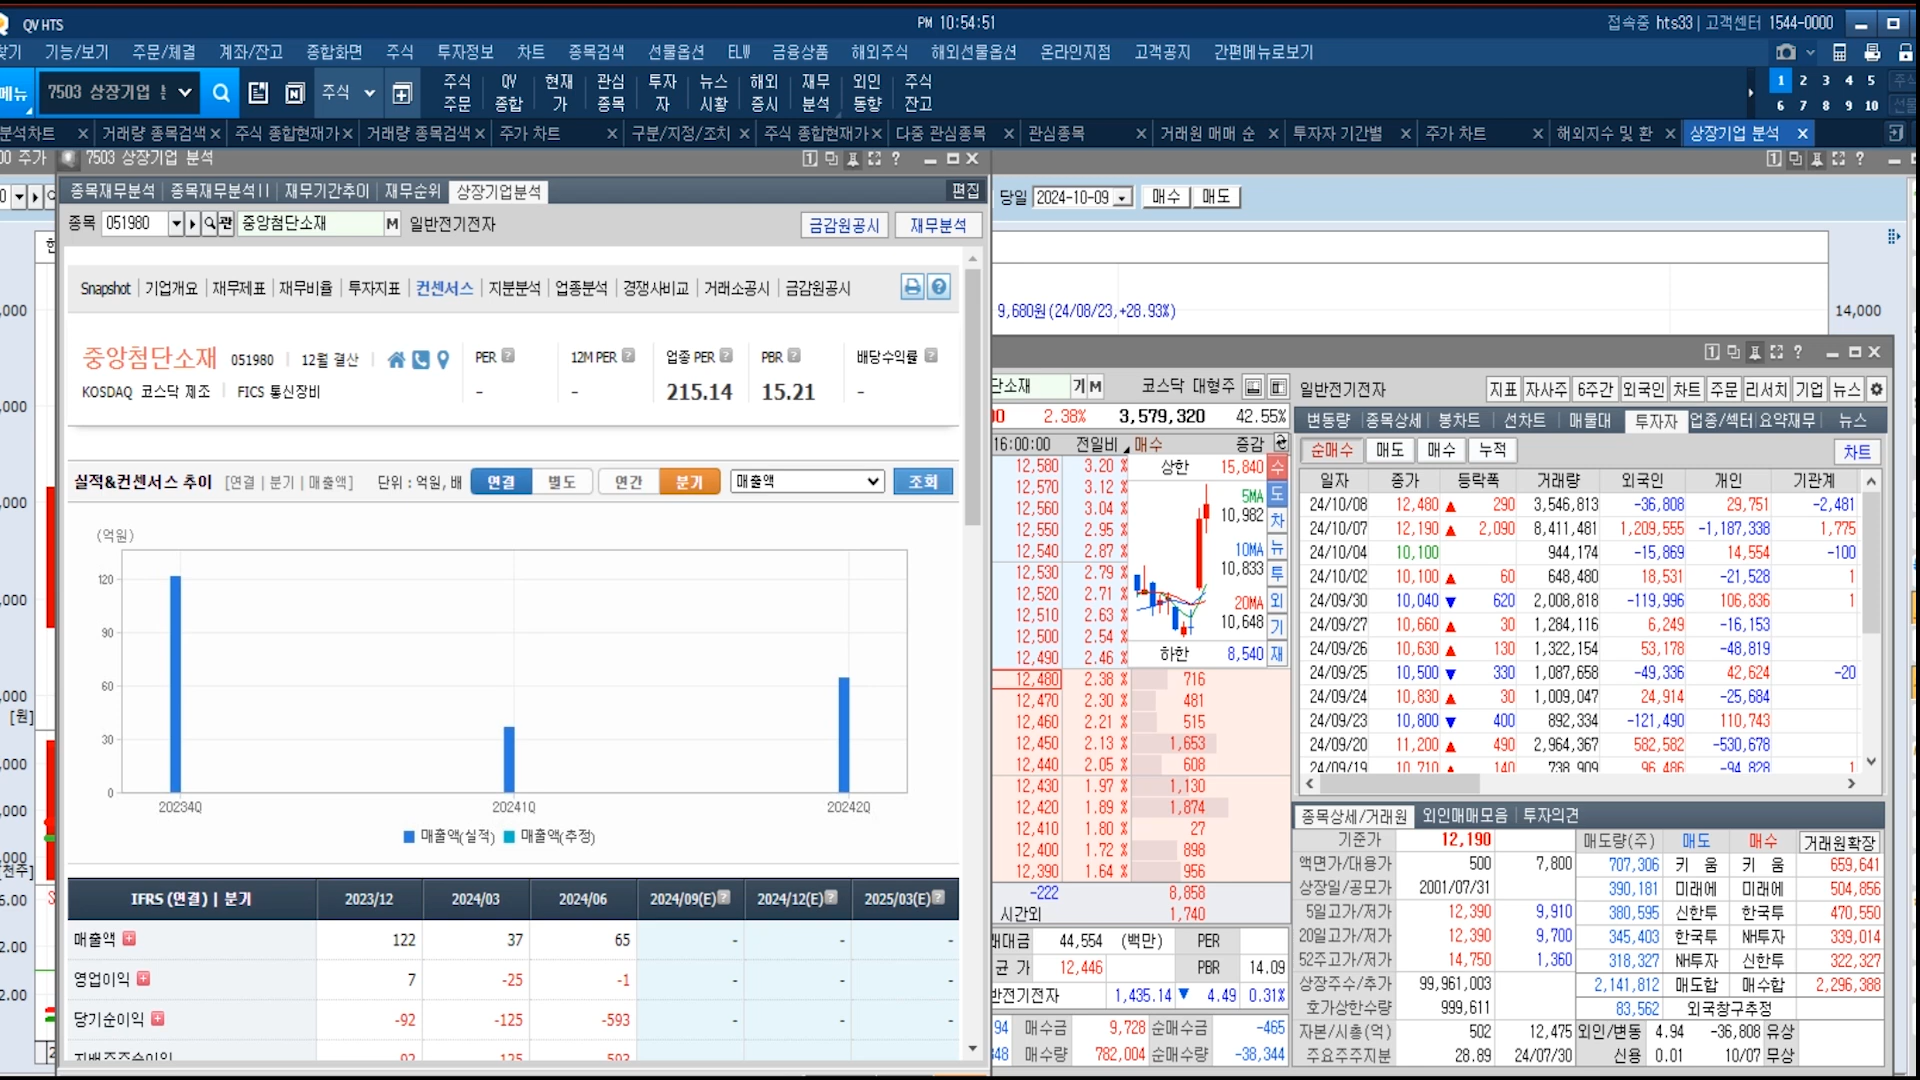 QV HTS
PM 10:54:51
접속중 hts33 | 고객센터 1544-0000
찾기 기능/보기 주문/체결 계좌/잔고 종합화면 주식 투자정보 차트 종목검색 선물옵션 ELW 금융상품 해외주식 해외선물옵션 온라인지점 고객공지 간편메뉴로보기
메뉴 7503 상장기업 주식
주식 주문 QV 종합 현재가 관심 종목 투자자 뉴스 시황 해외 증시 재무 분석 외인 동향 주식 잔고
1 2 3 4 5
6 7 8 9 10
분석차트 거래량 종목검색 주식 종합현재가 거래량 종목검색 주가 차트 구분/지정/조치 주식 종합현재가 다중 관심종목 관심종목 거래원 매매 순 투자자 기간별 주가 차트 해외지수 및 환 상장기업 분석
7503 상장기업 분석
종목재무분석 종목재무분석II 재무기간추이 재무순위 상장기업분석 편집
종목 051980 관 중앙첨단소재 M 일반전기전자 금감원공시 재무분석
Snapshot 기업개요 재무제표 재무비율 투자지표 컨센서스 지분분석 업종분석 경쟁사비교 거래소공시 금감원공시
중앙첨단소재 051980 12월 결산
KOSDAQ 코스닥 제조 FICS 통신장비
PER 12M PER 업종 PER PBR 배당수익률
- - 215.14 15.21 -
실적&컨센서스 추이 [연결 | 분기 | 매출액] 단위 : 억원, 배 연결 별도 연간 분기 매출액 조회
(억원)
120
90
60
30
0
20234Q 20241Q 20242Q
매출액(실적) 매출액(추정)
IFRS (연결) | 분기 2023/12 2024/03 2024/06 2024/09(E) 2024/12(E) 2025/03(E)
매출액 122 37 65 - - -
영업이익 7 -25 -1 - - -
당기순이익 -92 -125 -593 - - -
당일 2024-10-09 매수 매도
9,680원(24/08/23,+28.93%)
14,000
단소재 기 M 코스닥 대형주 일반전기전자
2.38% 3,579,320 42.55%
16:00:00 전일비 매수 증감
12,580 3.20 % 상한 15,840
12,570 3.12 % 5MA
12,560 3.04 % 10,982
12,550 2.95 %
12,540 2.87 % 10MA
12,530 2.79 % 10,833
12,520 2.71 %
12,510 2.63 % 20MA
12,500 2.54 % 10,648
12,490 2.46 % 하한 8,540
수 도 차 뉴 투 외 기 재
12,480 2.38 % 716
12,470 2.30 % 481
12,460 2.21 % 515
12,450 2.13 % 1,653
12,440 2.05 % 608
12,430 1.97 % 1,130
12,420 1.89 % 1,874
12,410 1.80 % 27
12,400 1.72 % 898
12,390 1.64 % 956
-222 8,858
시간외 1,740
래대금 44,554 (백만) PER
균 가 12,446 PBR 14.09
반전기전자 1,435.14 ▼ 4.49 0.31%
94 매수금 9,728 순매수금 -465
348 매수량 782,004 순매수량 -38,344
지표 자사주 6주간 외국인 차트 주문 리서치 기업 뉴스
변동량 종목상세 봉차트 선차트 매물대 투자자 업종/섹터 요약재무 뉴스
순매수 매도 매수 누적 차트
일자 종가 등락폭 거래량 외국인 개인 기관계
24/10/08 12,480 ▲ 290 3,546,813 -36,808 29,751 -2,481
24/10/07 12,190 ▲ 2,090 8,411,481 1,209,555 -1,187,338 1,775
24/10/04 10,100 944,174 -15,869 14,554 -100
24/10/02 10,100 ▲ 60 648,480 18,531 -21,528 1
24/09/30 10,040 ▼ 620 2,008,818 -119,996 106,836 1
24/09/27 10,660 ▲ 30 1,284,116 6,249 -16,153
24/09/26 10,630 ▲ 130 1,322,154 53,178 -48,819
24/09/25 10,500 ▼ 330 1,087,658 -49,336 42,624 -20
24/09/24 10,830 ▲ 30 1,009,047 24,914 -25,684
24/09/23 10,800 ▼ 400 892,334 -121,490 110,743
24/09/20 11,200 ▲ 490 2,964,367 582,582 -530,678
24/09/19 10,710 ▲ 140 738,909 96,486 -94,828 1
종목상세/거래원 외인매매모음 투자의견
기준가 12,190 매도량(주) 매도 매수 거래원확장
액면가/대용가 500 7,800 707,306 키 움 키 움 659,641
상장일/공모가 2001/07/31 390,181 미래에 미래에 504,856
5일고가/저가 12,390 9,910 380,595 신한투 한국투 470,550
20일고가/저가 12,390 9,700 345,403 한국투 NH투자 339,014
52주고가/저가 14,750 1,360 318,327 NH투자 신한투 322,327
상장주수/추가 99,961,003 2,141,812 매도합 매수합 2,296,388
호가상한수량 999,611 83,562 외국창구추정
자본/시총(억) 502 12,475 외인/변동 4.94 -36,808 유상
주요주주지분 28.89 24/07/30 신용 0.01 10/07 무상